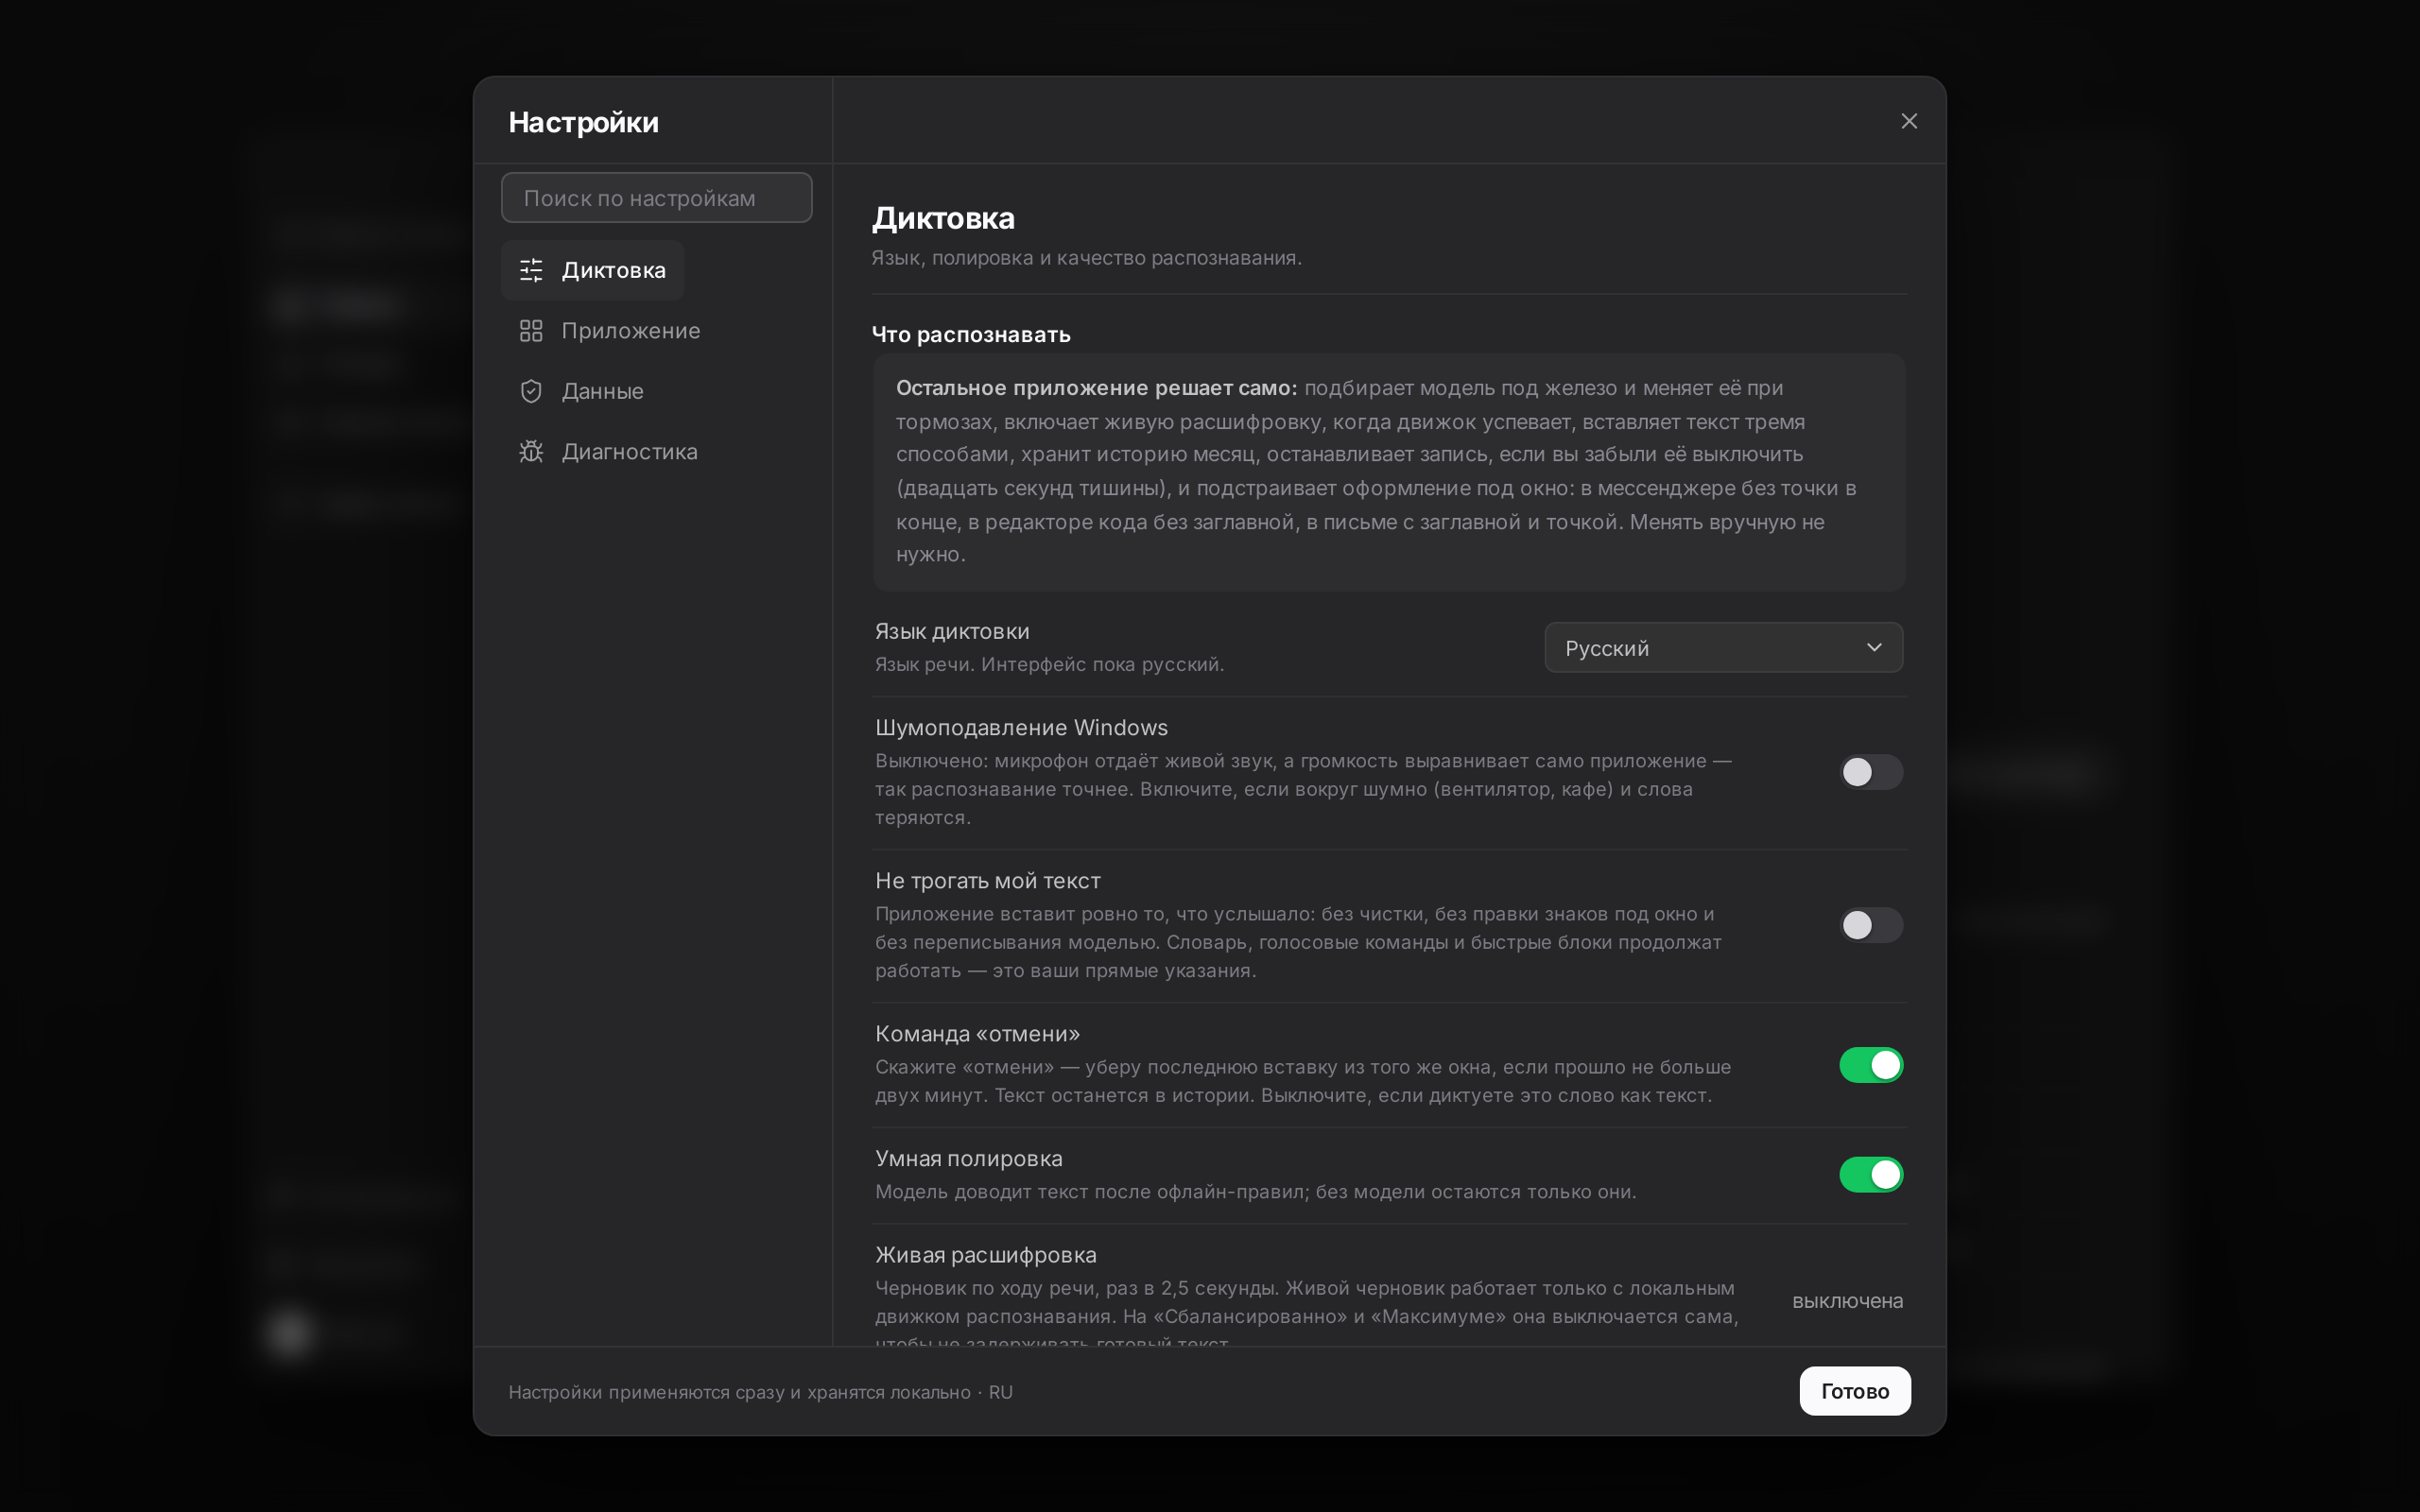 Настройки
Поиск по настройкам
Диктовка
Приложение
Данные
Диагностика
Диктовка
Язык, полировка и качество распознавания.
Что распознавать
Остальное приложение решает само: подбирает модель под железо и меняет её при
тормозах, включает живую расшифровку, когда движок успевает, вставляет текст тремя
способами, хранит историю месяц, останавливает запись, если вы забыли её выключить
(двадцать секунд тишины), и подстраивает оформление под окно: в мессенджере без точки в
конце, в редакторе кода без заглавной, в письме с заглавной и точкой. Менять вручную не
нужно.
Язык диктовки
Язык речи. Интерфейс пока русский.
Русский
Шумоподавление Windows
Выключено: микрофон отдаёт живой звук, а громкость выравнивает само приложение —
так распознавание точнее. Включите, если вокруг шумно (вентилятор, кафе) и слова
теряются.
Не трогать мой текст
Приложение вставит ровно то, что услышало: без чистки, без правки знаков под окно и
без переписывания моделью. Словарь, голосовые команды и быстрые блоки продолжат
работать — это ваши прямые указания.
Команда «отмени»
Скажите «отмени» — уберу последнюю вставку из того же окна, если прошло не больше
двух минут. Текст останется в истории. Выключите, если диктуете это слово как текст.
Умная полировка
Модель доводит текст после офлайн-правил; без модели остаются только они.
Живая расшифровка
Черновик по ходу речи, раз в 2,5 секунды. Живой черновик работает только с локальным
движком распознавания. На «Сбалансированно» и «Максимуме» она выключается сама,
чтобы не задерживать готовый текст.
выключена
Настройки применяются сразу и хранятся локально · RU
Готово